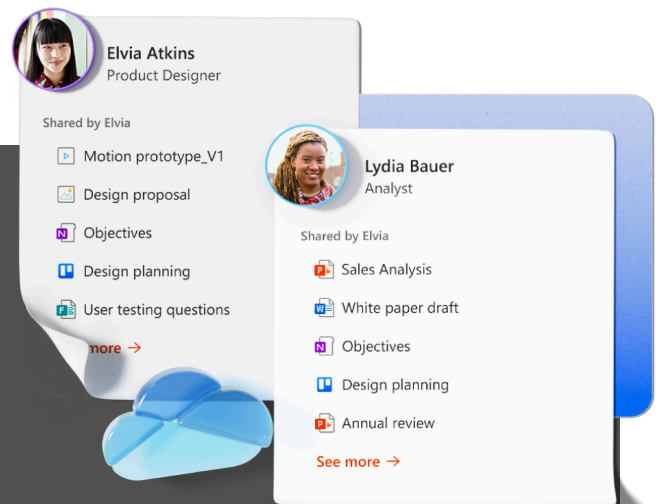 Elvia Atkins
Product Designer
Shared by Elvia
Motion prototype_V1
Design proposal
Objectives
Design planning
User testing questions
more →
Lydia Bauer
Analyst
Shared by Elvia
Sales Analysis
White paper draft
Objectives
Design planning
Annual review
See more →